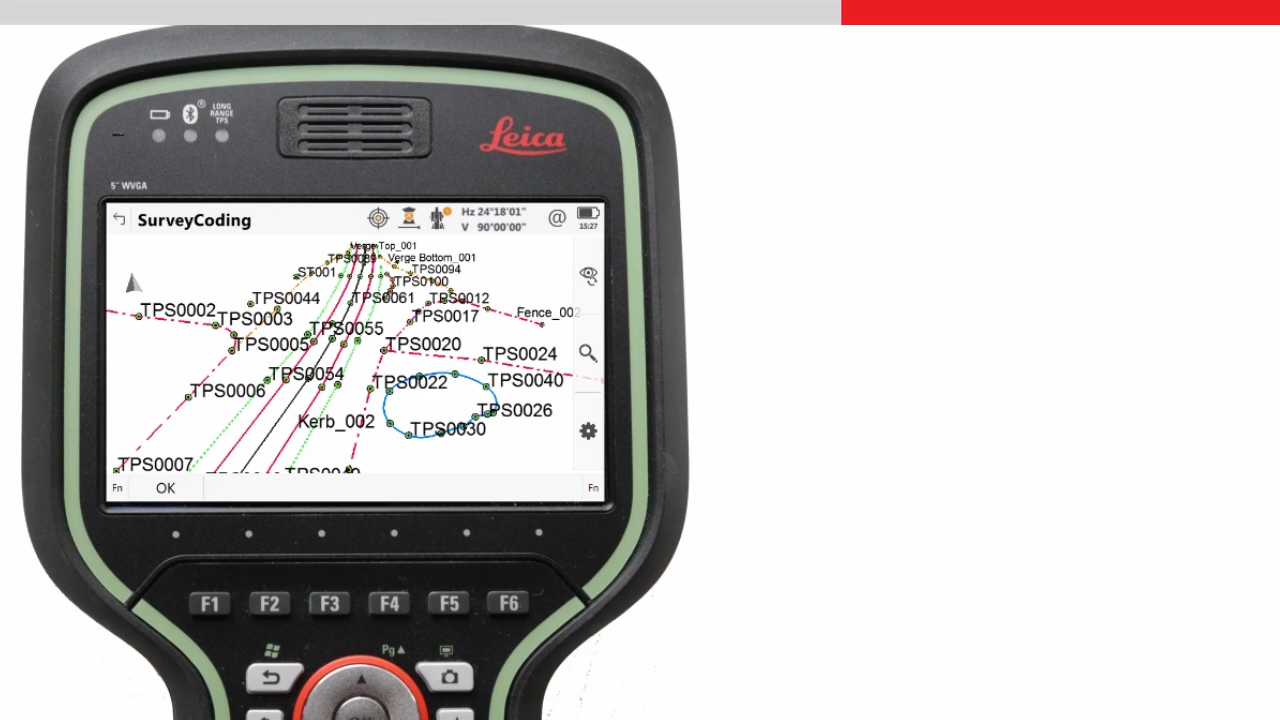 LONG
RANGE
TPS
Leica
5" WVGA
SurveyCoding
Hz 24°18'01"
V 90°00'00"
@
15:27
Verge Top_001
TPS0089
Verge Bottom_001
ST001
TPS0094
TPS0100
TPS0044
TPS0061
TPS0012
TPS0002
TPS0003
TPS0017
Fence_002
TPS0055
TPS0005
TPS0020
TPS0024
TPS0054
TPS0022
TPS0040
TPS0006
TPS0026
Kerb_002
TPS0030
TPS0007
Fn
OK
Fn
F1 F2 F3 F4 F5 F6
Pg